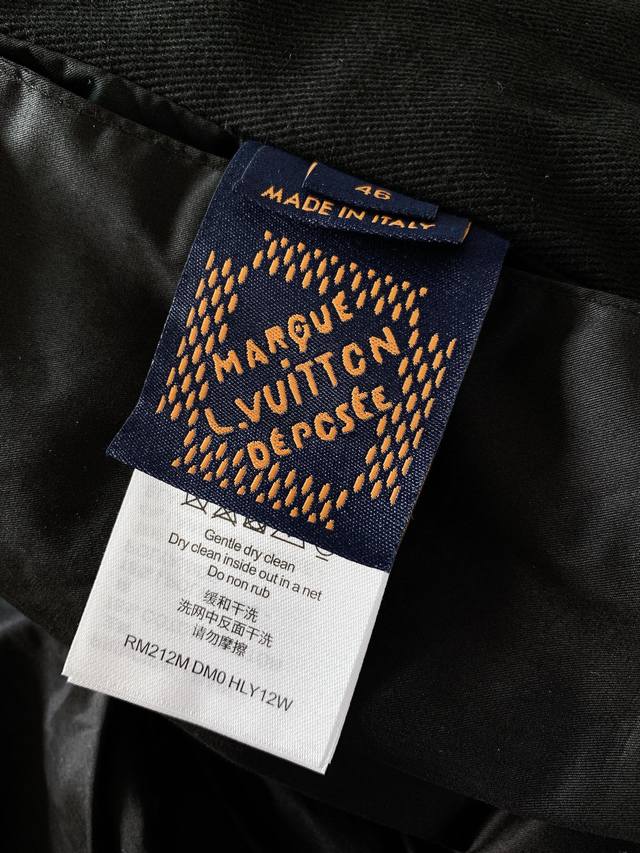 46
MADE IN ITALY
MARQUE
L.VUITTON
DÉPOSÉE
Gentle dry clean
Dry clean inside out in a net
Do non rub
缓和干洗
洗网中反面干洗
请勿摩擦
RM212M DM0 HLY12W